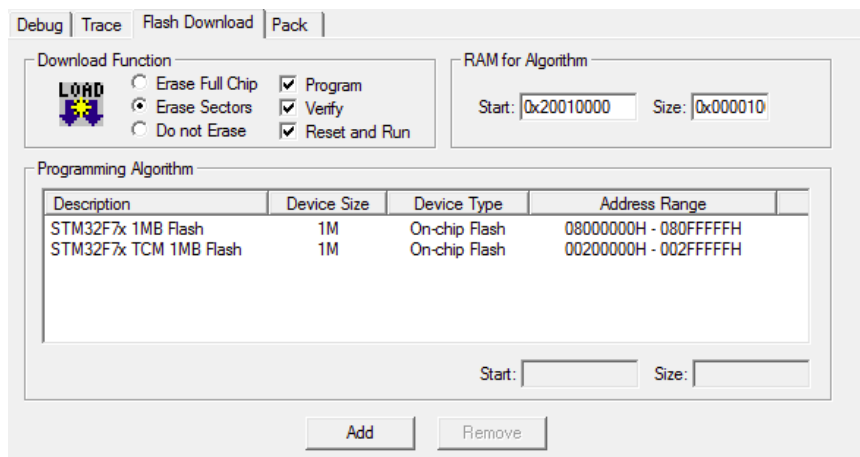 Debug Trace Flash Download Pack
Download Function
LOAD
Erase Full Chip
Erase Sectors
Do not Erase
Program
Verify
Reset and Run
RAM for Algorithm
Start: 0x20010000 Size: 0x000010
Programming Algorithm
Description Device Size Device Type Address Range
STM32F7x 1MB Flash 1M On-chip Flash 08000000H - 080FFFFFH
STM32F7x TCM 1MB Flash 1M On-chip Flash 00200000H - 002FFFFFH
Start: Size:
Add Remove